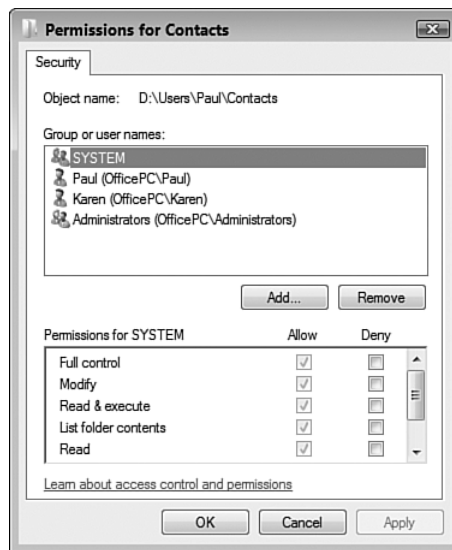 Permissions for Contacts
Security
Object name: D:\Users\Paul\Contacts
Group or user names:
SYSTEM
Paul (OfficePC\Paul)
Karen (OfficePC\Karen)
Administrators (OfficePC\Administrators)
Add... Remove
Permissions for SYSTEM Allow Deny
Full control
Modify
Read & execute
List folder contents
Read
Learn about access control and permissions
OK Cancel Apply